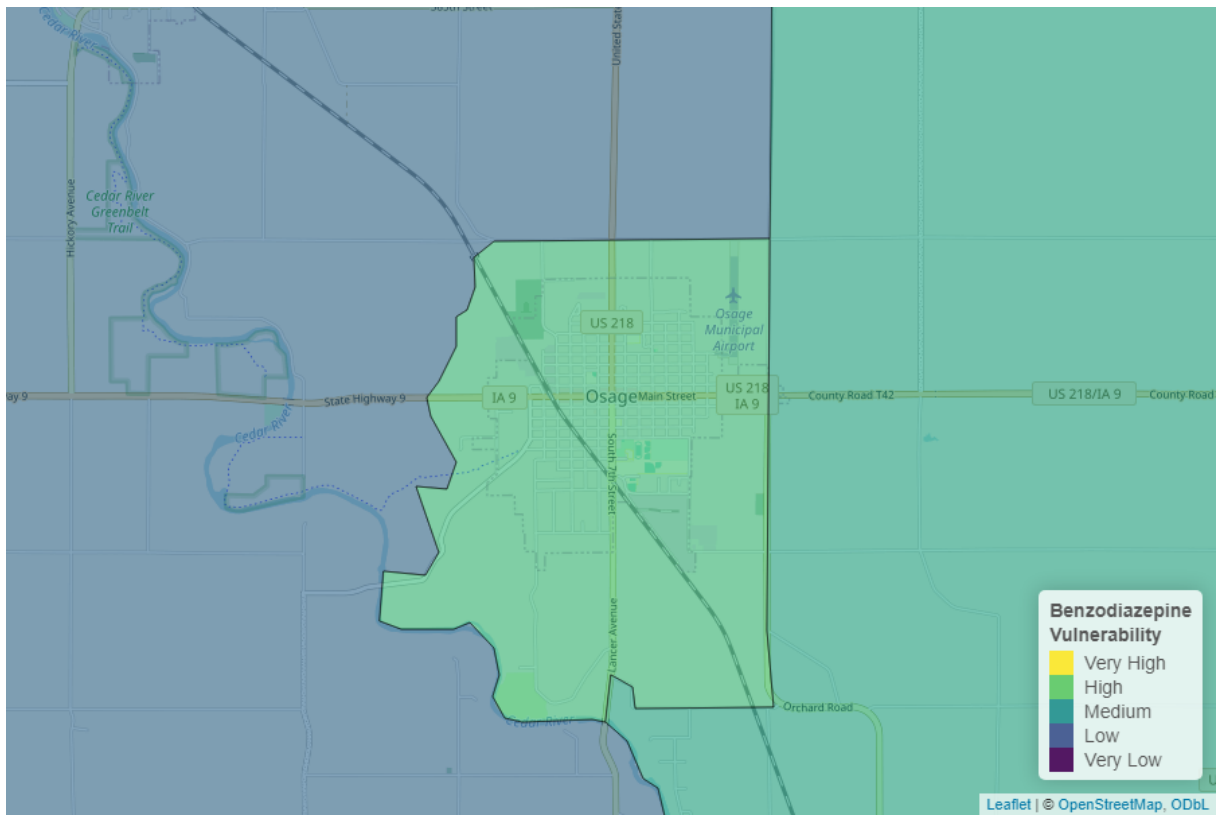 Cedar River
305th Street
United Stat
Cedar River
Greenbelt
Trail
Hickory Avenue
US 218
Osage
Municipal
Airport
ay 9
State Highway 9
IA 9
Osage
Main Street
US 218
IA 9
County Road T42
US 218/IA 9
County Road
Cedar River
South 7th Street
Lancer Avenue
Cedar River
Orchard Road
Benzodiazepine
Vulnerability
Very High
High
Medium
Low
Very Low
U
Leaflet | © OpenStreetMap, ODbL